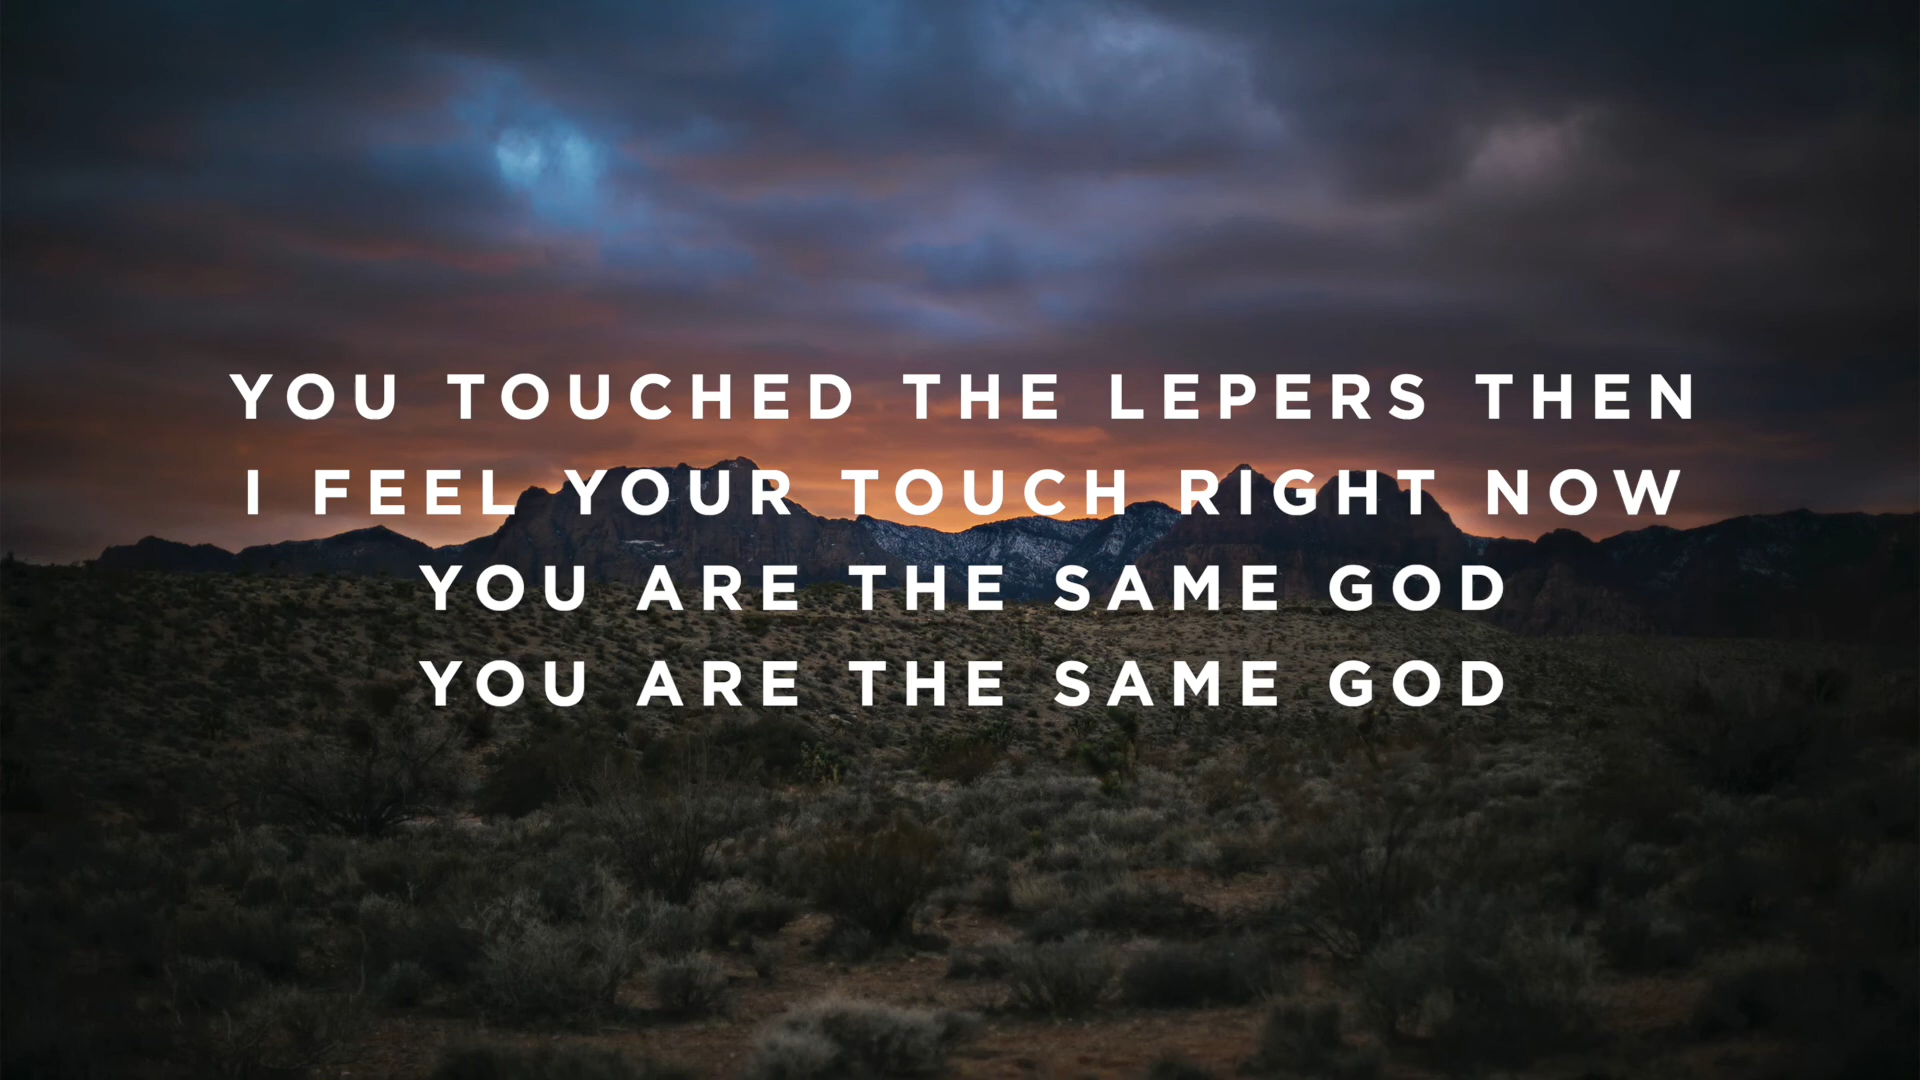 YOU TOUCHED THE LEPERS THEN
I FEEL YOUR TOUCH RIGHT NOW
YOU ARE THE SAME GOD
YOU ARE THE SAME GOD